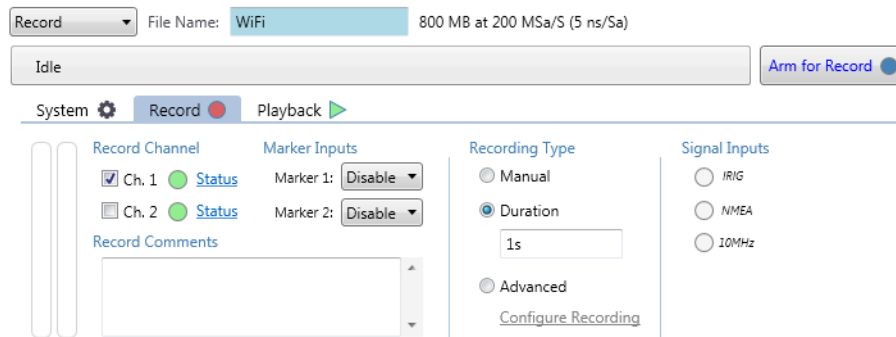 Record File Name: WiFi 800 MB at 200 MSa/S (5 ns/Sa)
Idle Arm for Record
System Record Playback
Record Channel Marker Inputs Recording Type Signal Inputs
Ch. 1 Status Marker 1: Disable Manual IRIG
Ch. 2 Status Marker 2: Disable Duration NMEA
Record Comments 1s 10MHz
Advanced
Configure Recording